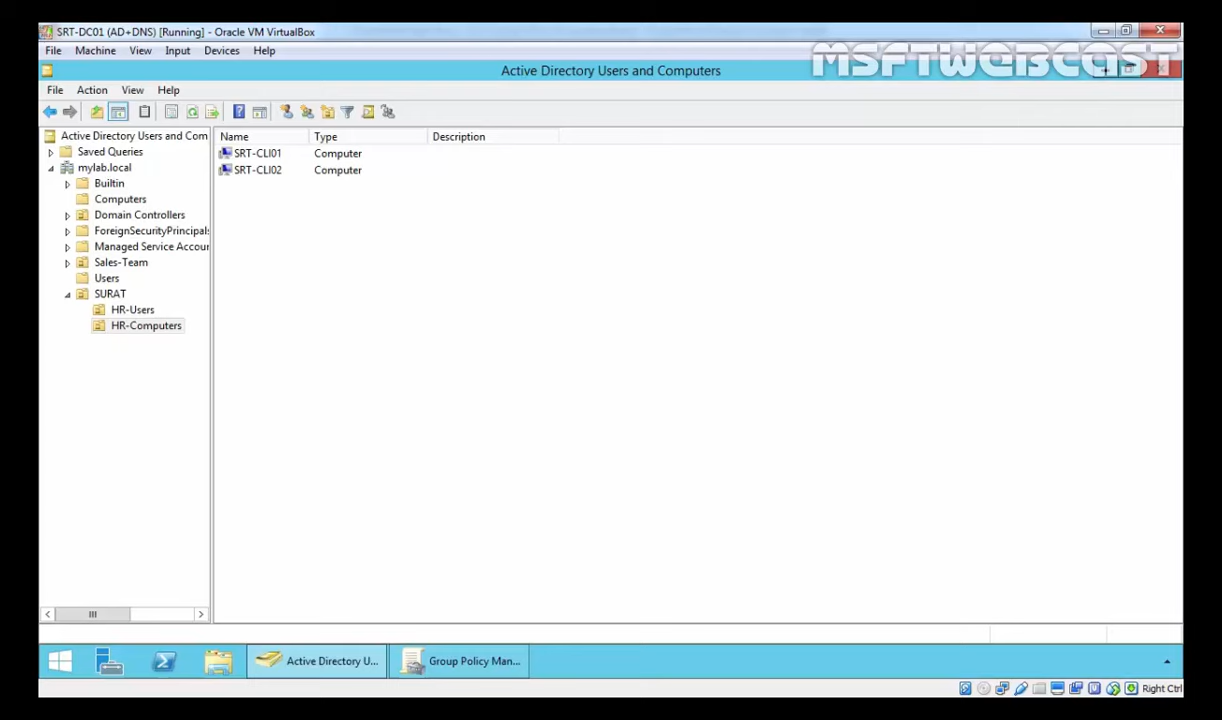 SRT-DC01 (AD+DNS) [Running] - Oracle VM VirtualBox
File Machine View Input Devices Help
MSFTWEBCAST
Active Directory Users and Computers
File Action View Help
Active Directory Users and Com
Name Type Description
Saved Queries
SRT-CLI01 Computer
mylab.local
SRT-CLI02 Computer
Builtin
Computers
Domain Controllers
ForeignSecurityPrincipals
Managed Service Accour
Sales-Team
Users
SURAT
HR-Users
HR-Computers
Active Directory U... Group Policy Man...
Right Ctrl